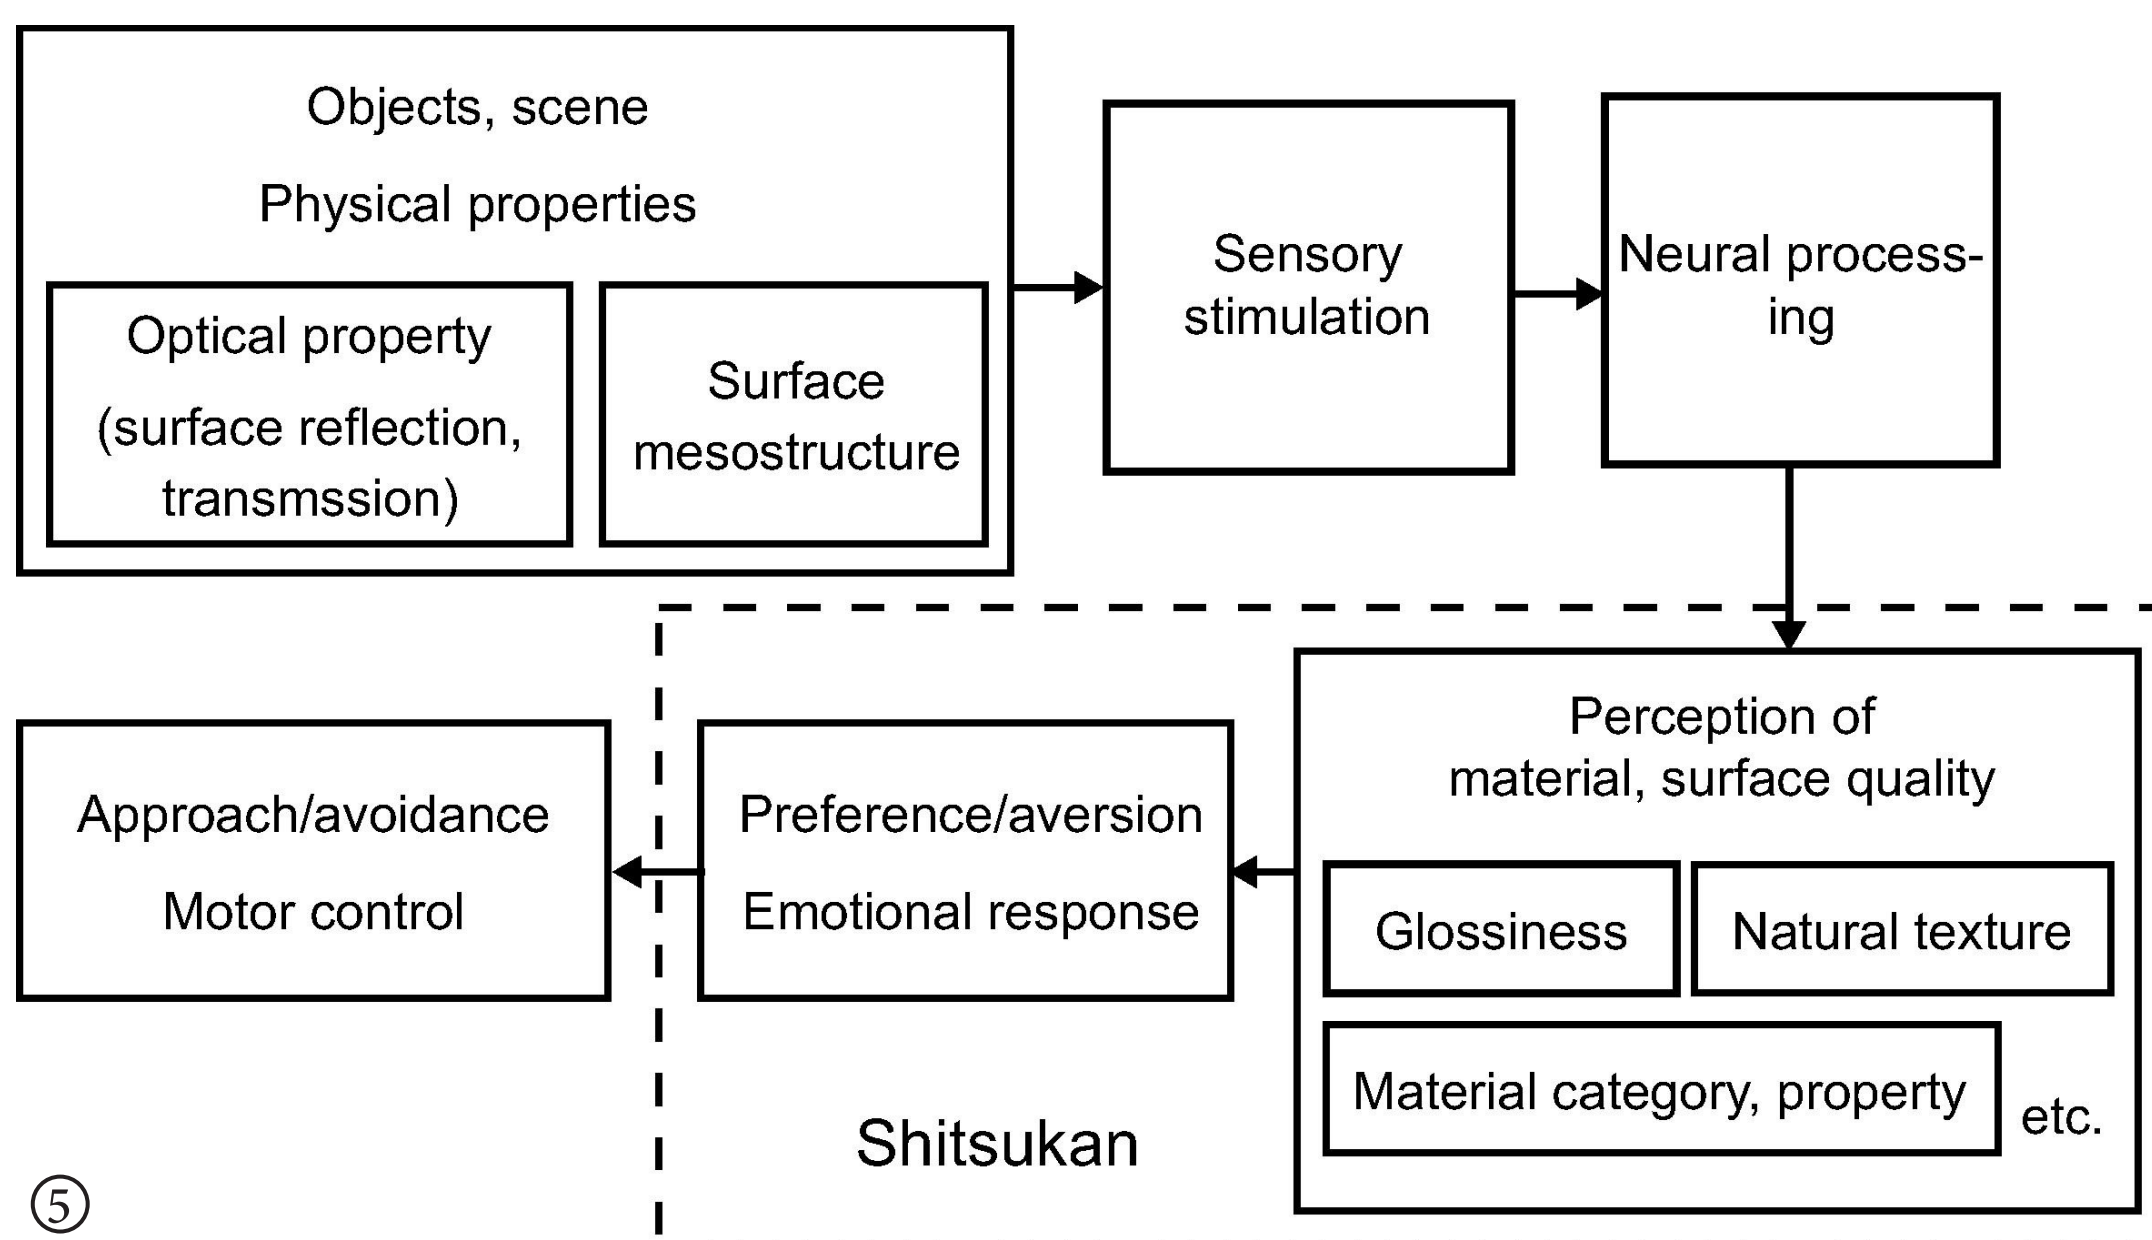 Objects, scene
Physical properties
Optical property
(surface reflection,
transmssion)
Surface
mesostructure
Sensory
stimulation
Neural process-
ing
Perception of
material, surface quality
Glossiness
Natural texture
Material category, property
etc.
Preference/aversion
Emotional response
Approach/avoidance
Motor control
Shitsukan
⑤